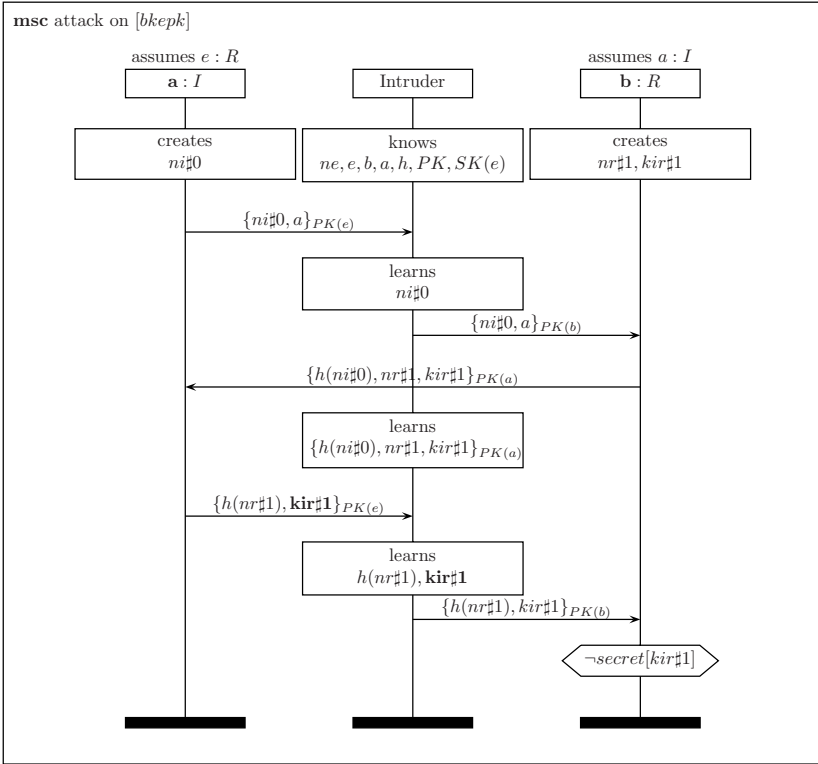 msc attack on [bkepk]
assumes e : R
assumes a : I
a : I
Intruder
b : R
creates
ni♯0
knows
ne, e, b, a, h, PK, SK(e)
creates
nr♯1, kir♯1
{ni♯0, a}PK(e)
learns
ni♯0
{ni♯0, a}PK(b)
{h(ni♯0), nr♯1, kir♯1}PK(a)
learns
{h(ni♯0), nr♯1, kir♯1}PK(a)
{h(nr♯1), kir♯1}PK(e)
learns
h(nr♯1), kir♯1
{h(nr♯1), kir♯1}PK(b)
¬secret[kir♯1]